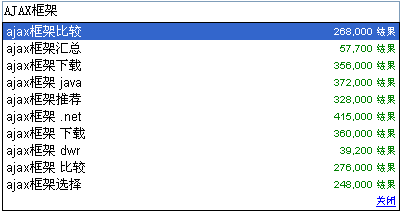 AJAX框架
ajax框架比较 268,000 结果
ajax框架汇总 57,700 结果
ajax框架下载 356,000 结果
ajax框架 java 372,000 结果
ajax框架推荐 328,000 结果
ajax框架 .net 415,000 结果
ajax框架 下载 360,000 结果
ajax框架 dwr 39,200 结果
ajax框架 比较 276,000 结果
ajax框架选择 248,000 结果
关闭